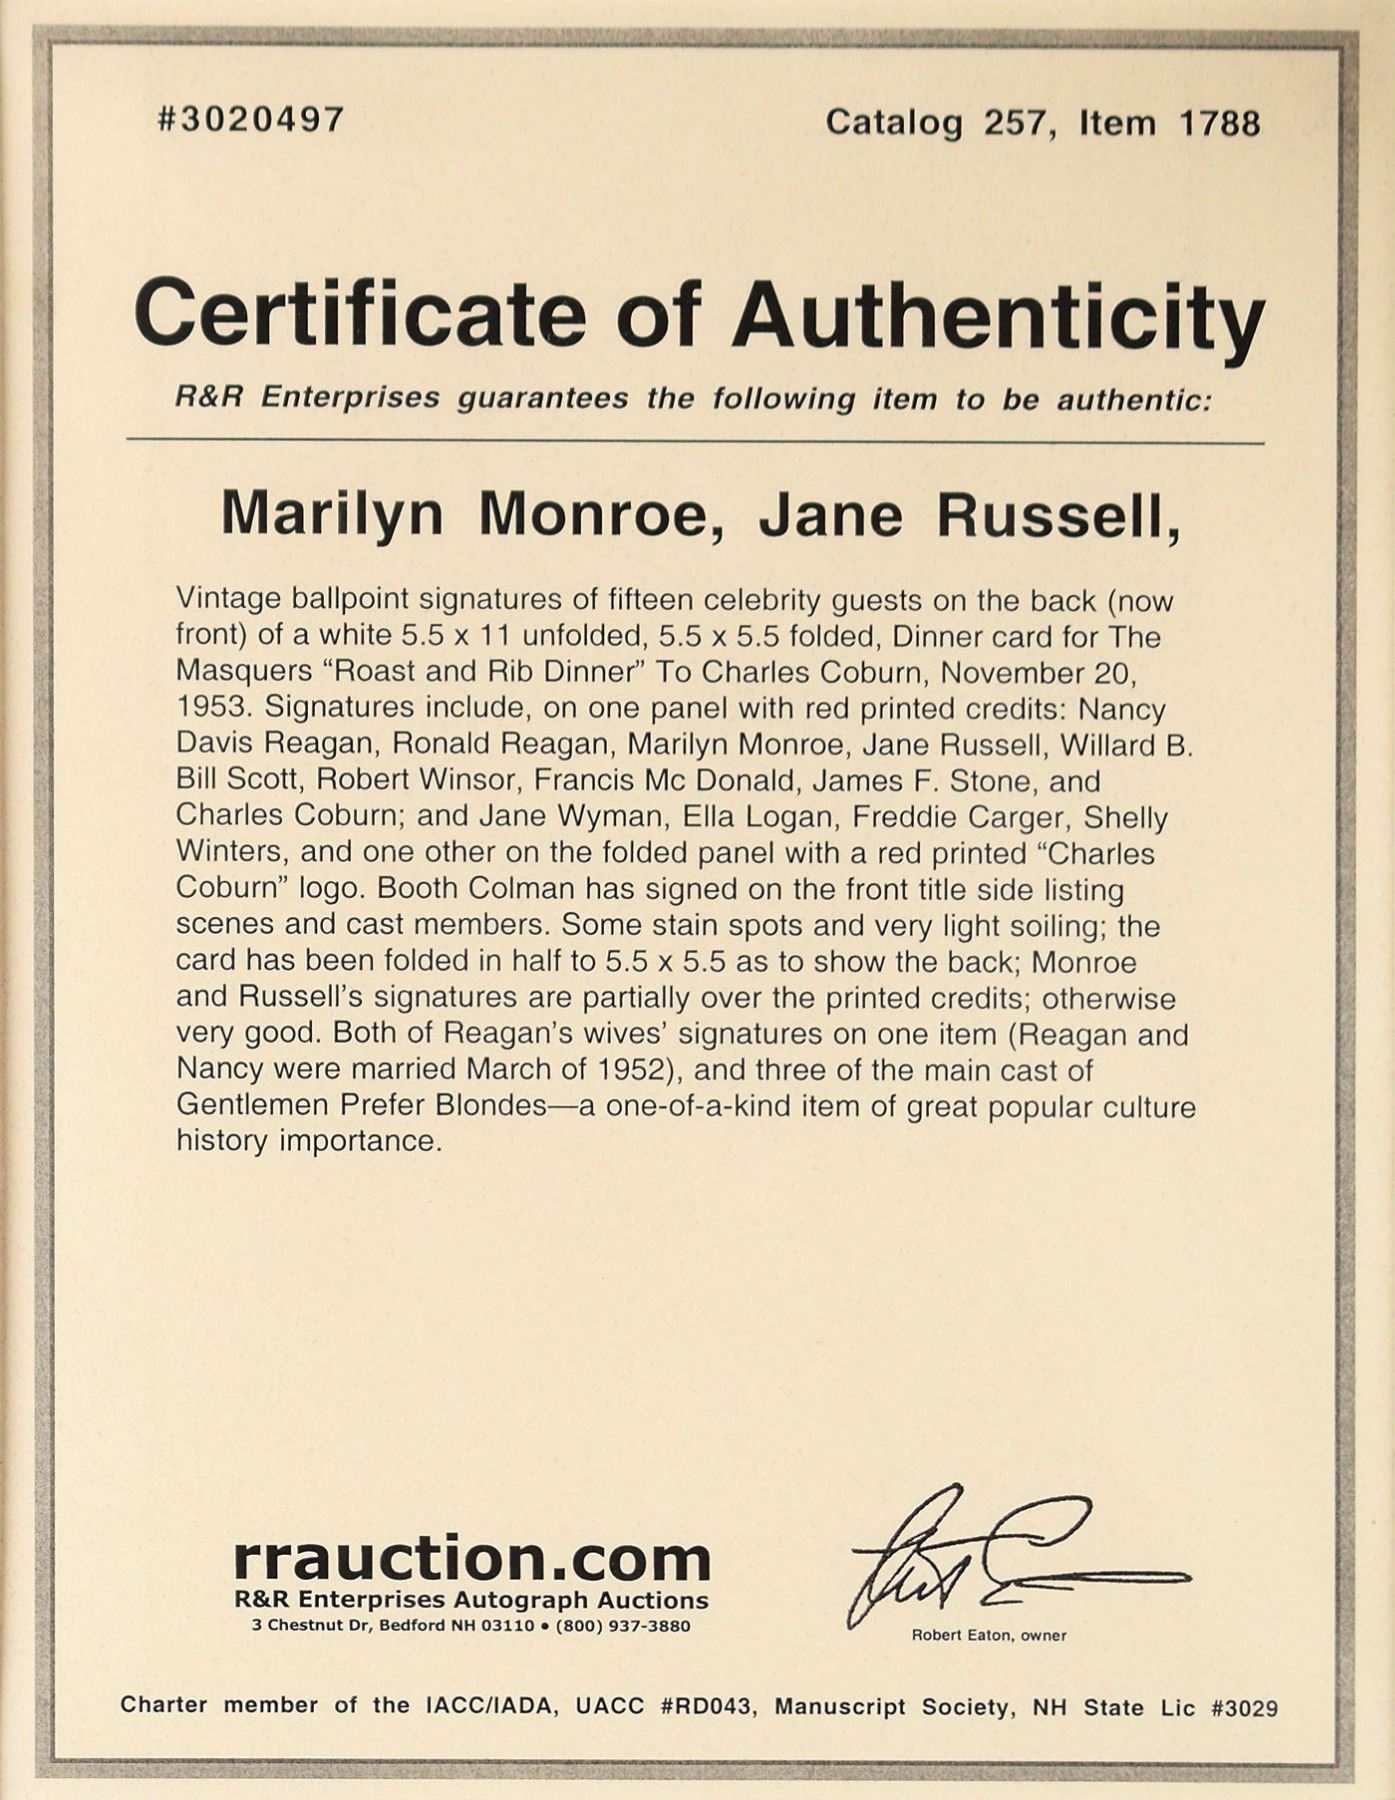 #3020497 Catalog 257, Item 1788
Certificate of Authenticity
R&R Enterprises guarantees the following item to be authentic:
Marilyn Monroe, Jane Russell,
Vintage ballpoint signatures of fifteen celebrity guests on the back (now
front) of a white 5.5 x 11 unfolded, 5.5 x 5.5 folded, Dinner card for The
Masquers “Roast and Rib Dinner” To Charles Coburn, November 20,
1953. Signatures include, on one panel with red printed credits: Nancy
Davis Reagan, Ronald Reagan, Marilyn Monroe, Jane Russell, Willard B.
Bill Scott, Robert Winsor, Francis Mc Donald, James F. Stone, and
Charles Coburn; and Jane Wyman, Ella Logan, Freddie Carger, Shelly
Winters, and one other on the folded panel with a red printed “Charles
Coburn” logo. Booth Colman has signed on the front title side listing
scenes and cast members. Some stain spots and very light soiling; the
card has been folded in half to 5.5 x 5.5 as to show the back; Monroe
and Russell’s signatures are partially over the printed credits; otherwise
very good. Both of Reagan’s wives’ signatures on one item (Reagan and
Nancy were married March of 1952), and three of the main cast of
Gentlemen Prefer Blondes—a one-of-a-kind item of great popular culture
history importance.
rrauction.com
R&R Enterprises Autograph Auctions
3 Chestnut Dr, Bedford NH 03110 • (800) 937-3880
Robert Eaton, owner
Charter member of the IACC/IADA, UACC #RD043, Manuscript Society, NH State Lic #3029